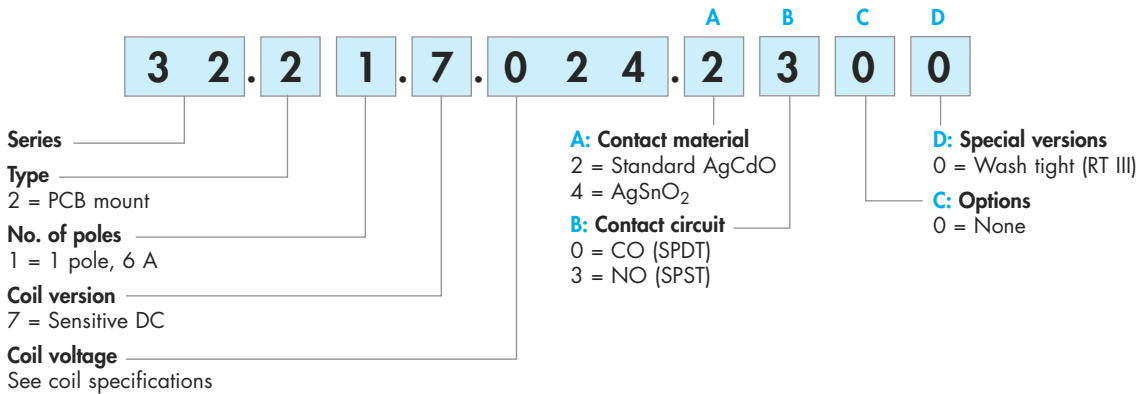 A B C D
3 2 . 2 1 . 7 . 0 2 4 . 2 3 0 0
Series
Type
2 = PCB mount
No. of poles
1 = 1 pole, 6 A
Coil version
7 = Sensitive DC
Coil voltage
See coil specifications
A: Contact material
2 = Standard AgCdO
4 = AgSnO₂
B: Contact circuit
0 = CO (SPDT)
3 = NO (SPST)
D: Special versions
0 = Wash tight (RT III)
C: Options
0 = None